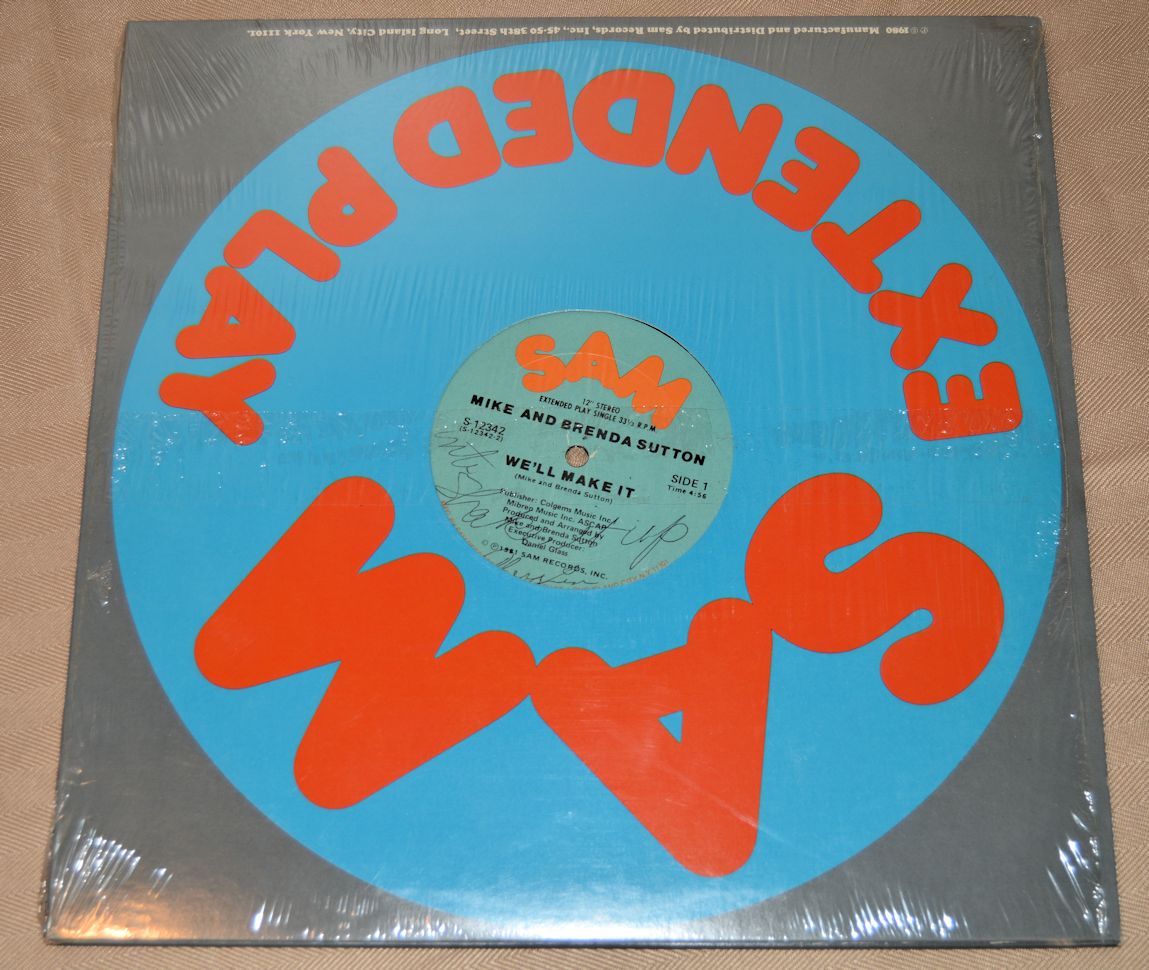 ℗© 1980 Manufactured and Distributed by Sam Records, Inc., 45-50 38th Street, Long Island City, New York 11101.
EXTENDED PLAY
SAM
SAM
12" STEREO
EXTENDED PLAY SINGLE 33⅓ R.P.M.
MIKE AND BRENDA SUTTON
S-12342
(S-12342-2)
WE'LL MAKE IT
(Mike and Brenda Sutton)
SIDE 1
Time 4:56
Publisher: Colgems Music Inc./
Mibren Music Inc. ASCAP
Produced and Arranged by
Mike and Brenda Sutton
Executive Producer:
Daniel Glass
© ℗ 1981 SAM RECORDS, INC.